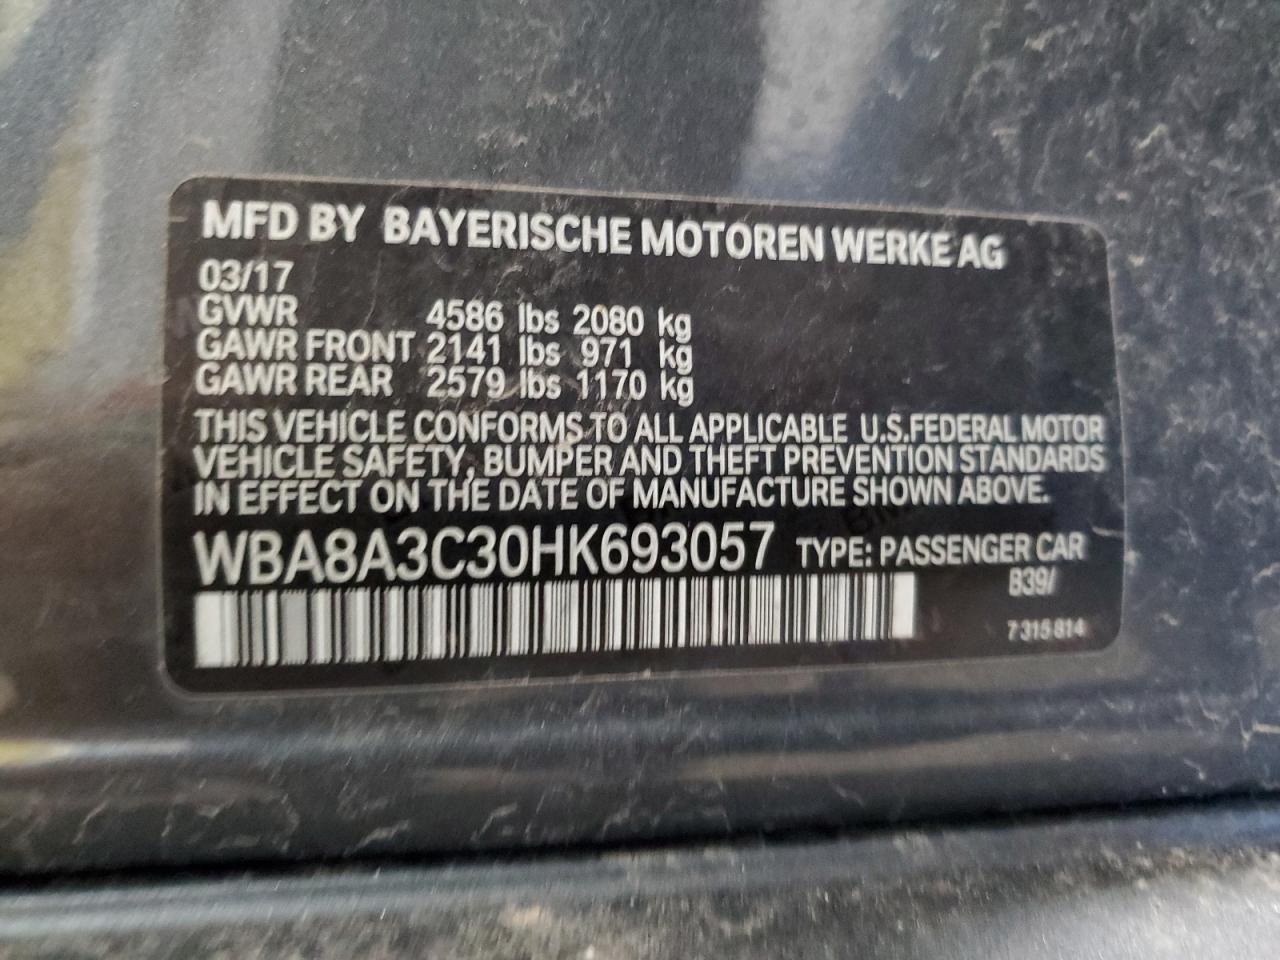 MFD BY BAYERISCHE MOTOREN WERKE AG
03/17
GVWR 4586 lbs 2080 kg
GAWR FRONT 2141 lbs 971 kg
GAWR REAR 2579 lbs 1170 kg
THIS VEHICLE CONFORMS TO ALL APPLICABLE U.S.FEDERAL MOTOR
VEHICLE SAFETY, BUMPER AND THEFT PREVENTION STANDARDS
IN EFFECT ON THE DATE OF MANUFACTURE SHOWN ABOVE.
WBA8A3C30HK693057 TYPE: PASSENGER CAR
B39/
7 315 814